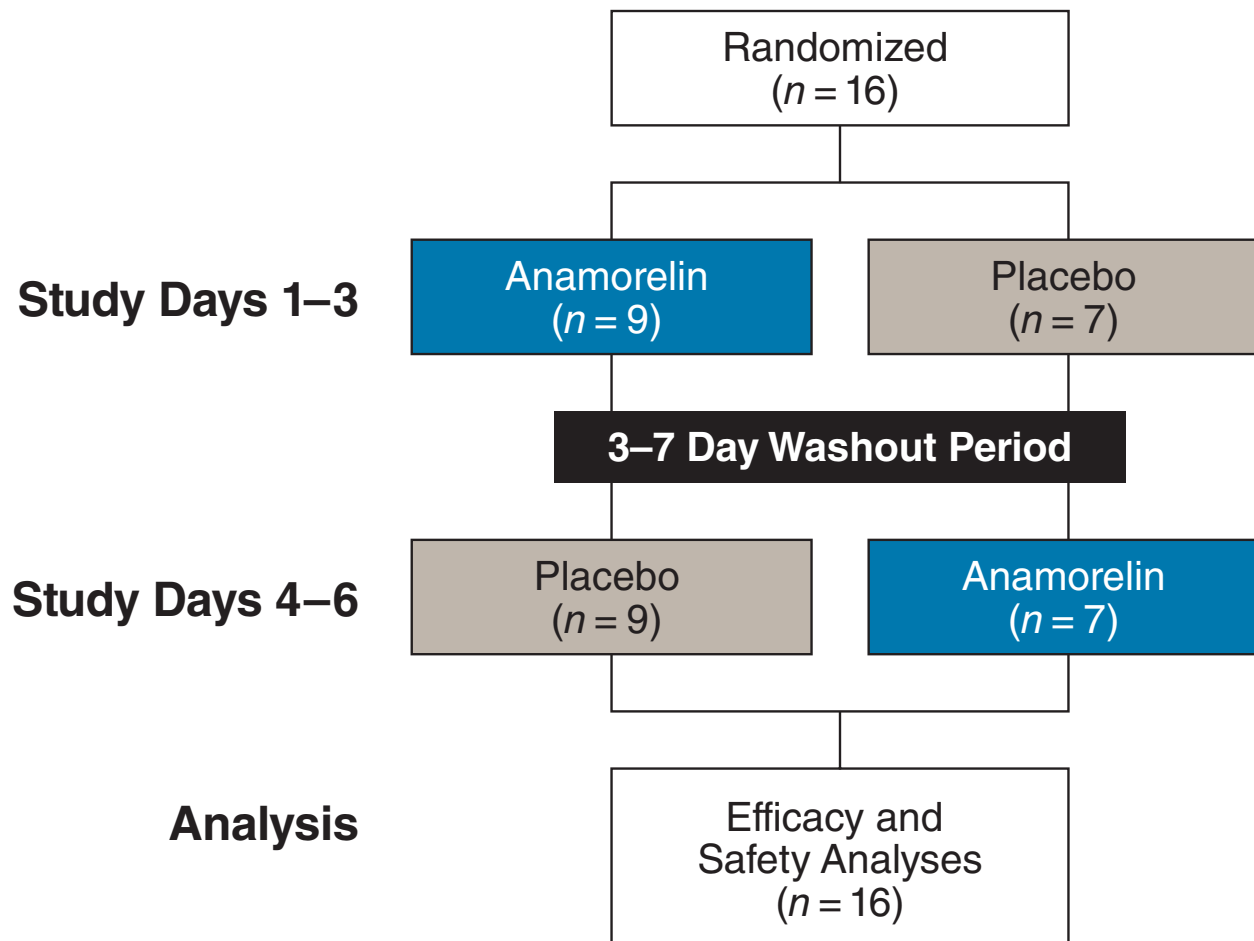 Randomized
(n = 16)
Study Days 1–3
Anamorelin
(n = 9)
Placebo
(n = 7)
3–7 Day Washout Period
Study Days 4–6
Placebo
(n = 9)
Anamorelin
(n = 7)
Analysis
Efficacy and
Safety Analyses
(n = 16)